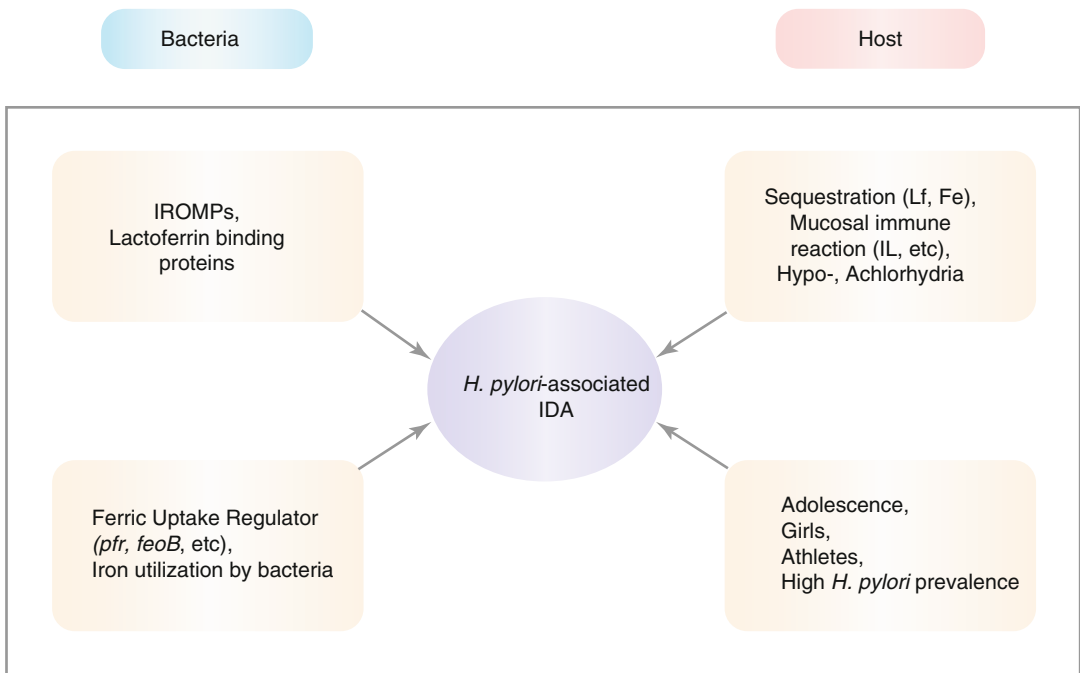 Bacteria
Host
IROMPs,
Lactoferrin binding
proteins
Sequestration (Lf, Fe),
Mucosal immune
reaction (IL, etc),
Hypo-, Achlorhydria
H. pylori-associated
IDA
Ferric Uptake Regulator
(pfr, feoB, etc),
Iron utilization by bacteria
Adolescence,
Girls,
Athletes,
High H. pylori prevalence